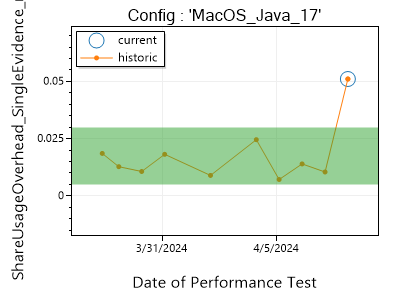 Config : 'MacOS_Java_17'
current
historic
0.05
0.025
0
3/31/2024
4/5/2024
Date of Performance Test
ShareUsageOverhead_SingleEvidence_